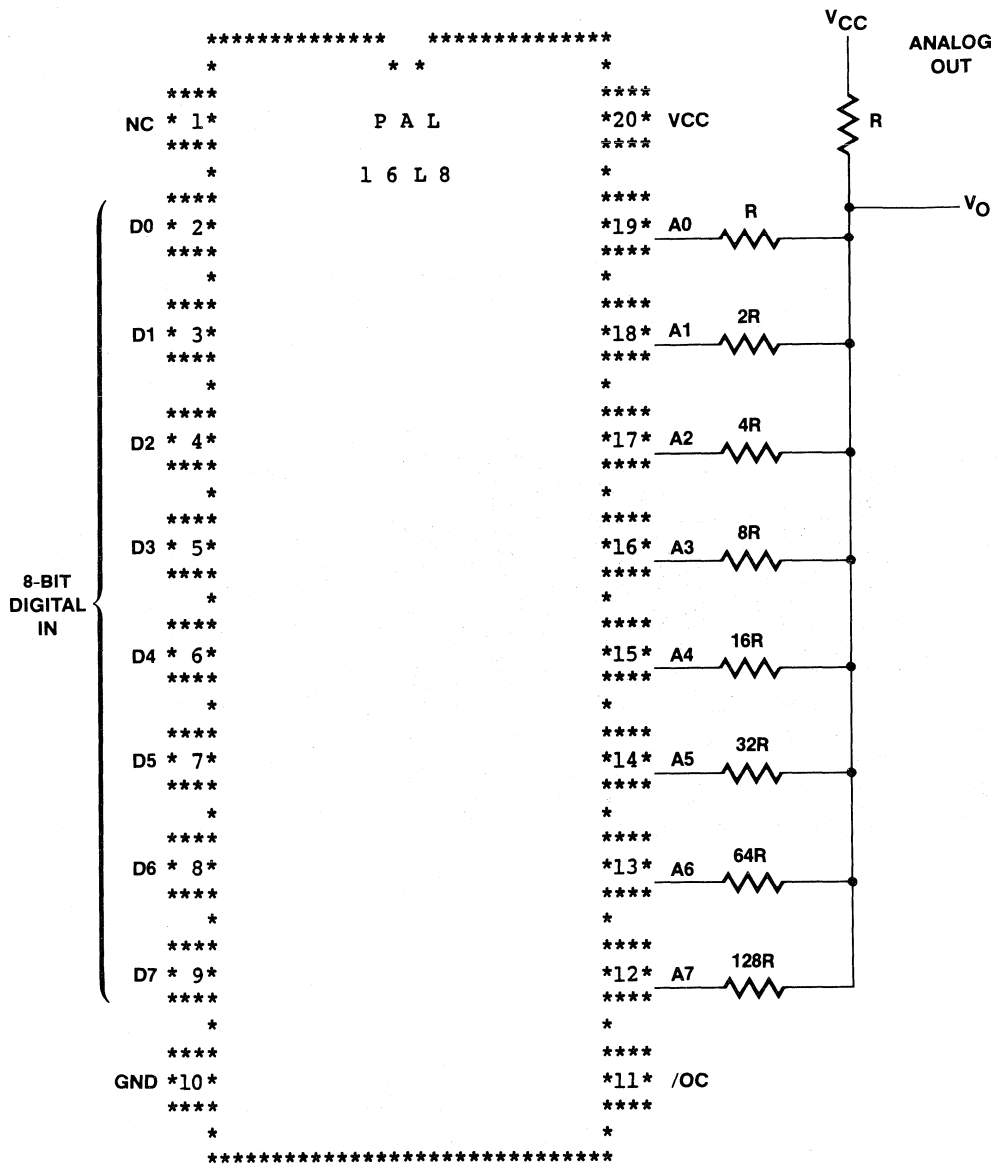 VCC
ANALOG
OUT
************** **************
* * * *
**** ****
NC * 1* P A L *20* VCC R
**** ****
* 1 6 L 8 *
**** ****
D0 * 2* *19* A0 R VO
**** ****
* *
**** ****
D1 * 3* *18* A1 2R
**** ****
* *
**** ****
D2 * 4* *17* A2 4R
**** ****
* *
**** ****
D3 * 5* *16* A3 8R
**** ****
8-BIT
DIGITAL
IN
* *
**** ****
D4 * 6* *15* A4 16R
**** ****
* *
**** ****
D5 * 7* *14* A5 32R
**** ****
* *
**** ****
D6 * 8* *13* A6 64R
**** ****
* *
**** ****
D7 * 9* *12* A7 128R
**** ****
* *
**** ****
GND *10* *11* /OC
**** ****
* *
*******************************